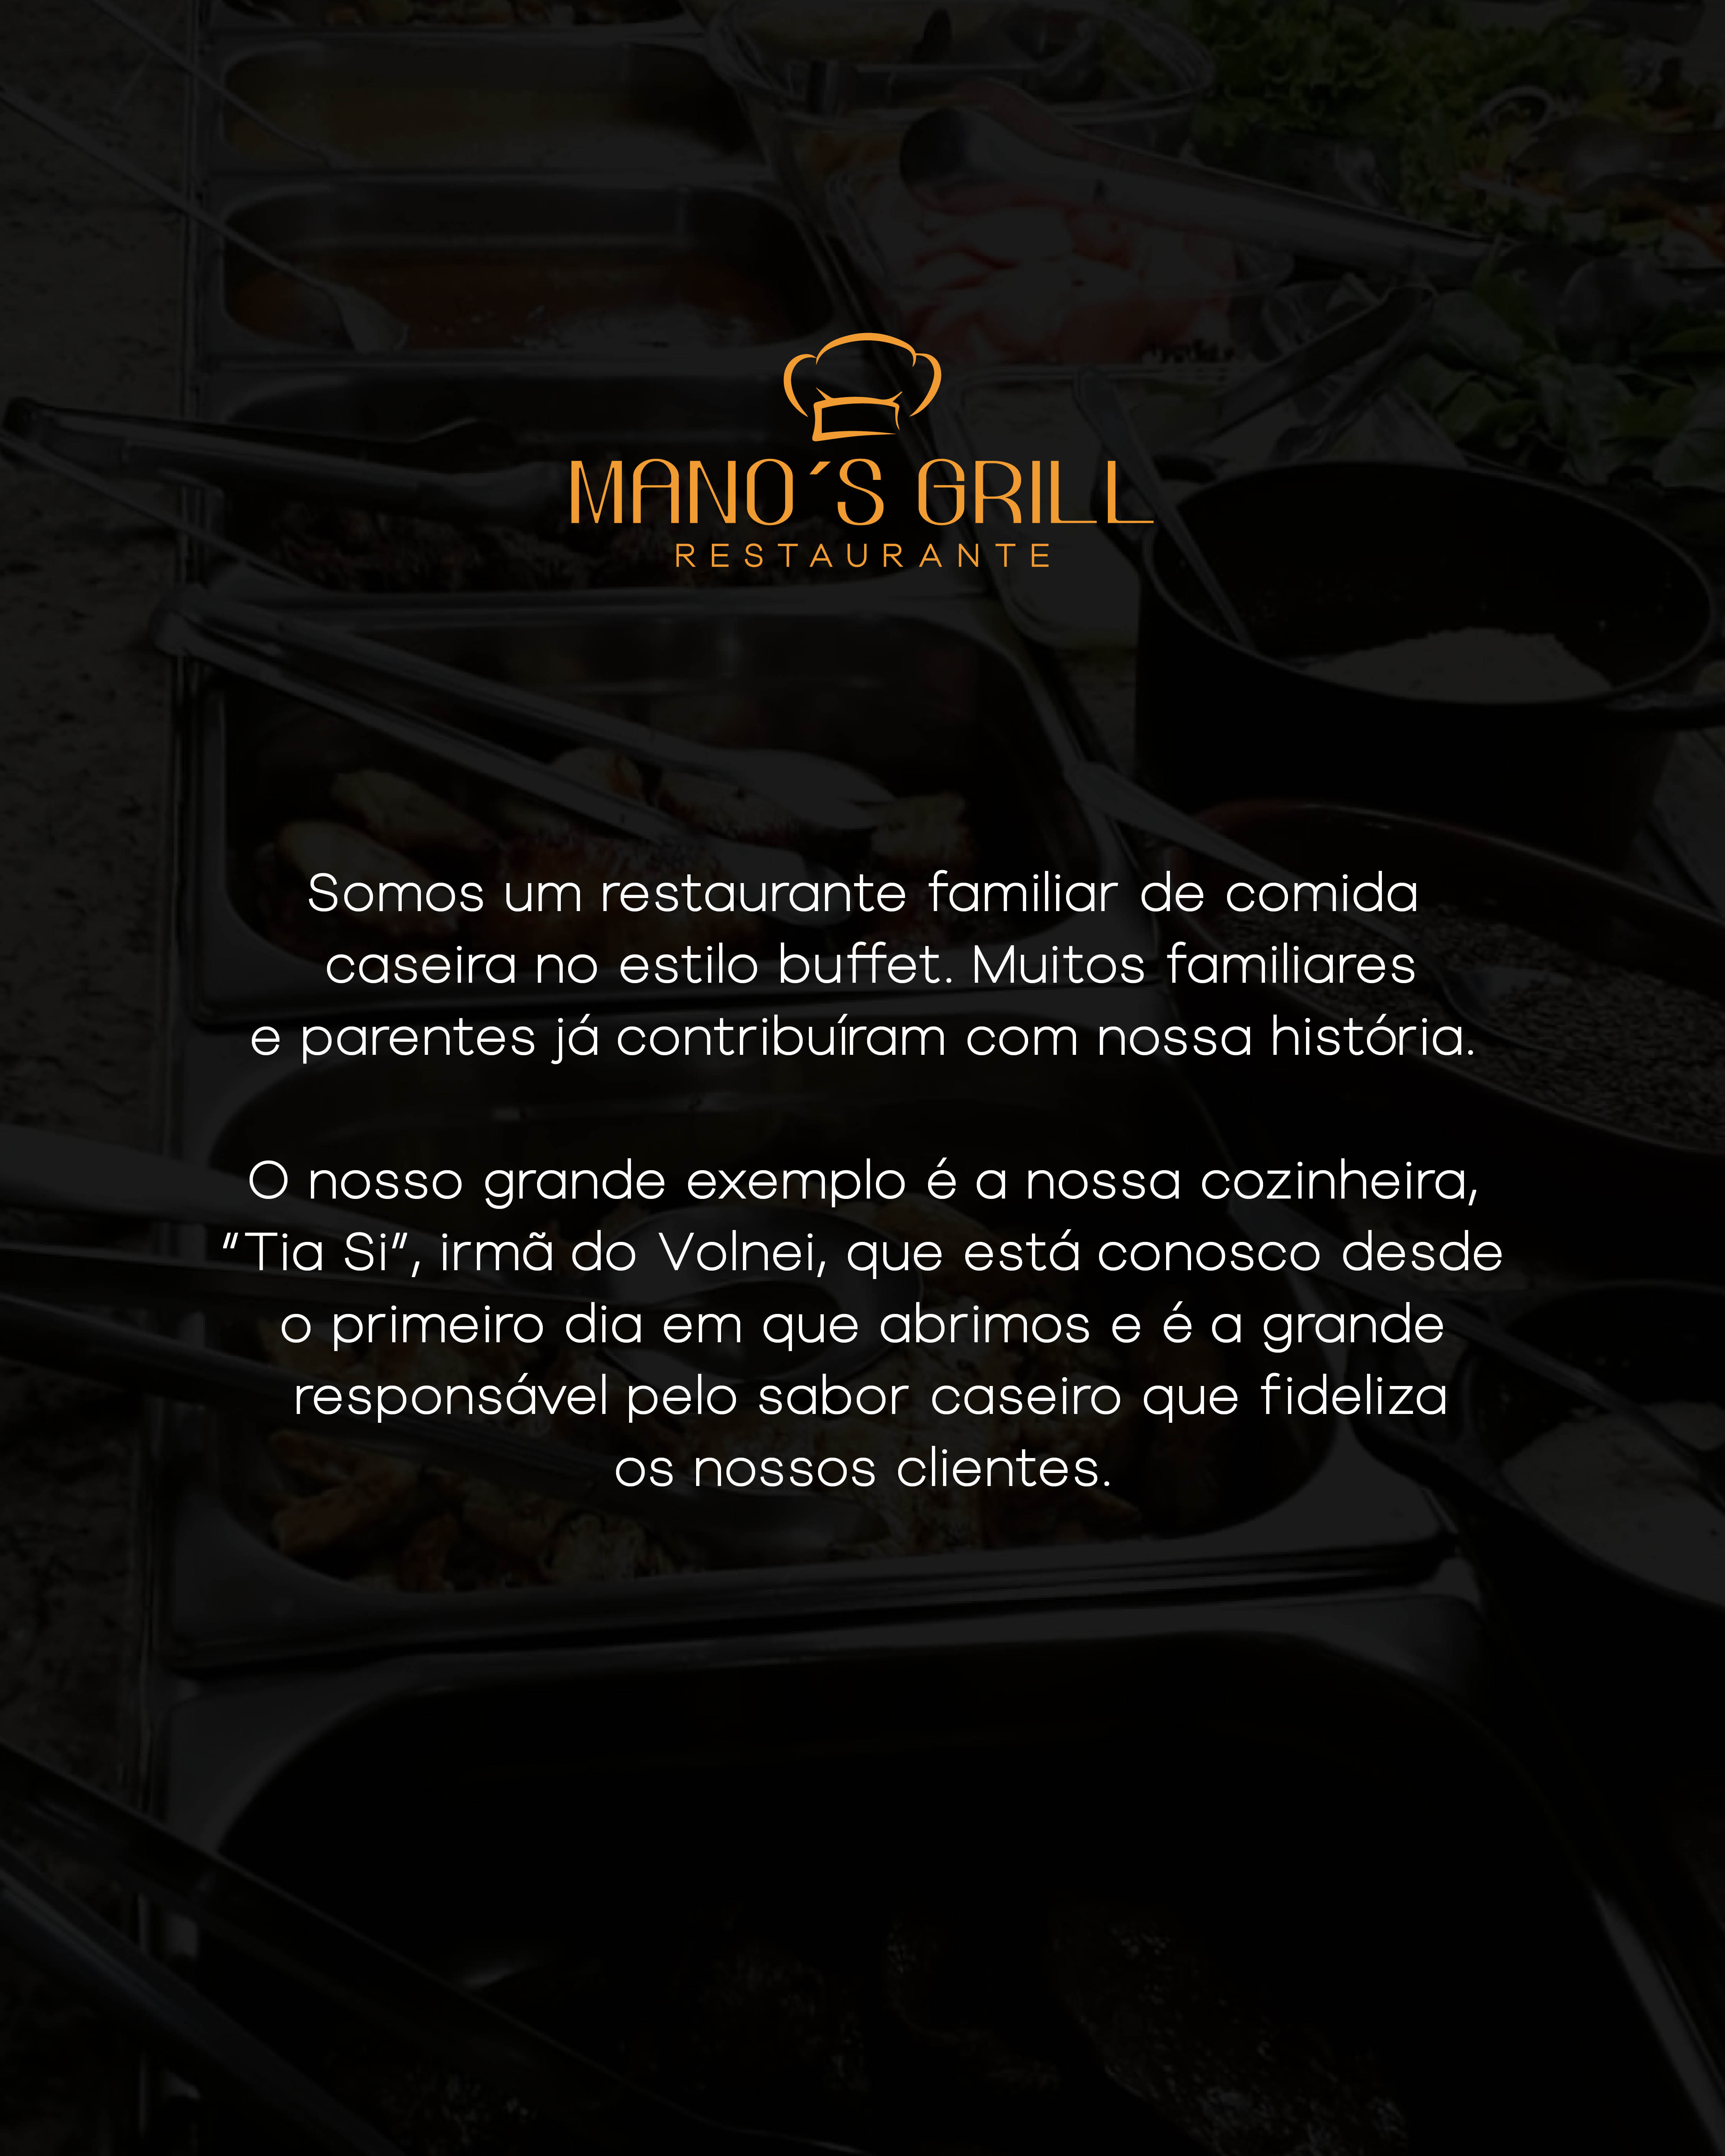 MANO´S GRILL
RESTAURANTE
Somos um restaurante familiar de comida
caseira no estilo buffet. Muitos familiares
e parentes já contribuíram com nossa história.
O nosso grande exemplo é a nossa cozinheira,
"Tia Si", irmã do Volnei, que está conosco desde
o primeiro dia em que abrimos e é a grande
responsável pelo sabor caseiro que fideliza
os nossos clientes.